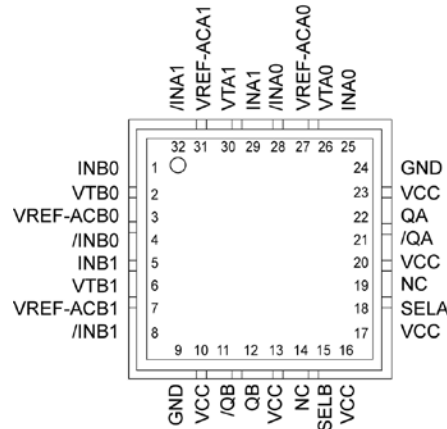 /INA1 VREF-ACA1 VTA1 INA1 /INA0 VREF-ACA0 VTA0 INA0
32 31 30 29 28 27 26 25
INB0 1 24 GND
VTB0 2 23 VCC
VREF-ACB0 3 22 QA
/INB0 4 21 /QA
INB1 5 20 VCC
VTB1 6 19 NC
VREF-ACB1 7 18 SELA
/INB1 8 17 VCC
9 10 11 12 13 14 15 16
GND VCC /QB QB VCC NC SELB VCC